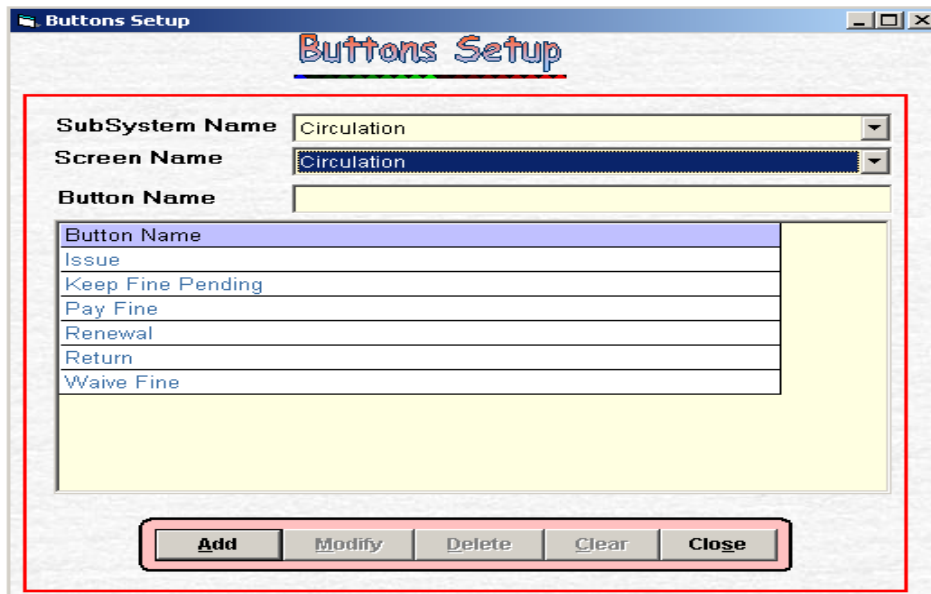 Buttons Setup
Buttons Setup
SubSystem Name Circulation
Screen Name Circulation
Button Name
Button Name
Issue
Keep Fine Pending
Pay Fine
Renewal
Return
Waive Fine
Add Modify Delete Clear Close